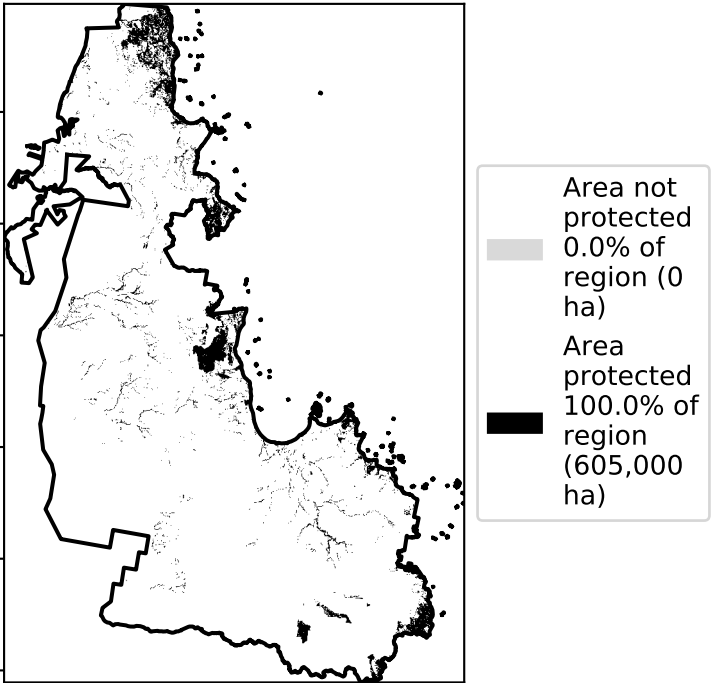 Area not
protected
0.0% of
region (0
ha)
Area
protected
100.0% of
region
(605,000
ha)